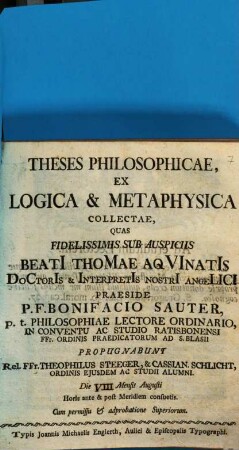 THESES PHILOSOPHICAE,
EX
LOGICA & METAPHYSICA
COLLECTAE,
QUAS
FIDELISSIMIS SUB AUSPICIIS
BEATI THOMAE AQVINATIS
DOCTORIS & INTERPRETIS NOSTRI ANGELICI
PRAESIDE
P. F. BONIFACIO SAUTER,
p. t. PHILOSOPHIAE LECTORE ORDINARIO,
IN CONVENTU AC STUDIO RATISBONENSI
FFr. ORDINIS PRAEDICATORUM AD S. BLASII
PROPUGNABUNT
Rel. FFr. THEOPHILUS STEEGER, & CASSIAN. SCHLICHT,
ORDINIS EJUSDEM AC STUDII ALUMNI.
Die VIII Mensis Augusti
Horis ante & post Meridiem consuetis.
Cum permissu & adprobatione Superiorum.
Typis Joannis Michaelis Englerth, Aulici & Episcopalis Typographi.